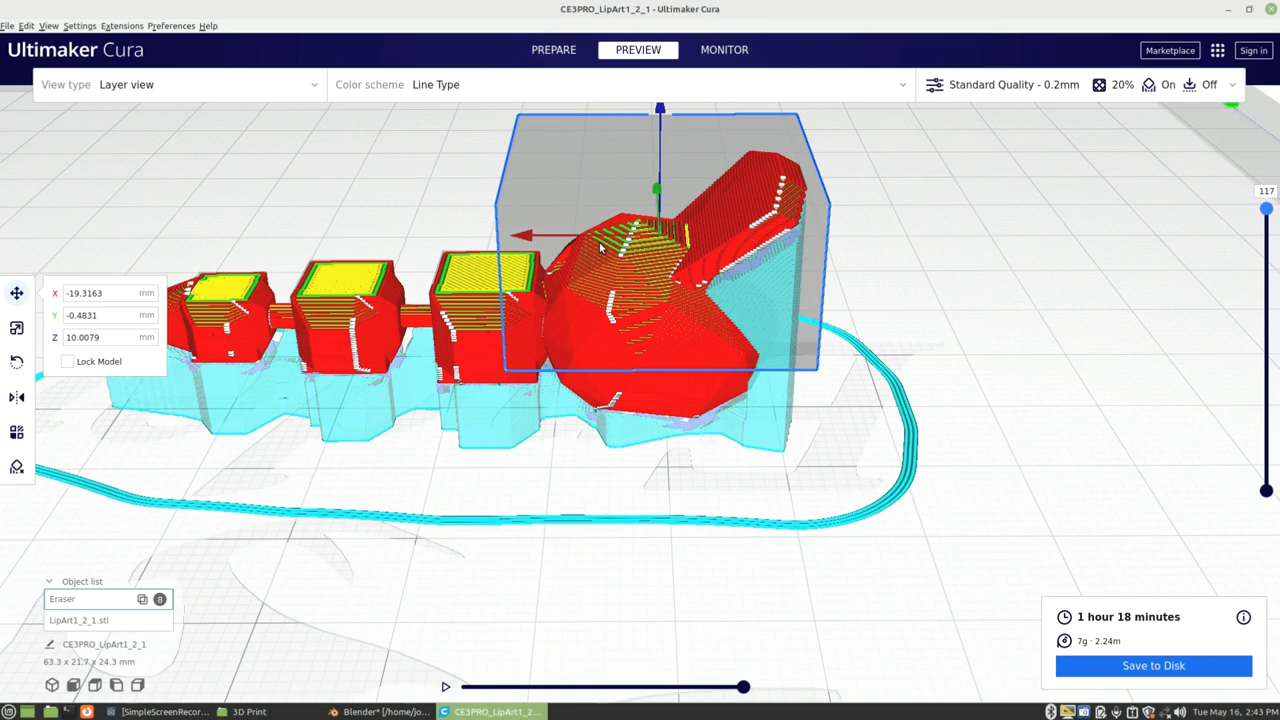 CE3PRO_LipArt1_2_1 - Ultimaker Cura
File Edit View Settings Extensions Preferences Help
Ultimaker Cura
PREPARE PREVIEW MONITOR
Marketplace Sign in
View type Layer view
Color scheme Line Type
Standard Quality - 0.2mm 20% On Off
117
X -19.3163 mm
Y -0.4831 mm
Z 10.0079 mm
Lock Model
Object list
Eraser 8
LipArt1_2_1.stl
CE3PRO_LipArt1_2_1
63.3 x 21.7 x 24.3 mm
1 hour 18 minutes
7g · 2.24m
Save to Disk
[SimpleScreenRecor... 3D Print Blender* [/home/jo... CE3PRO_LipArt1_2... Tue May 16, 2:43 PM